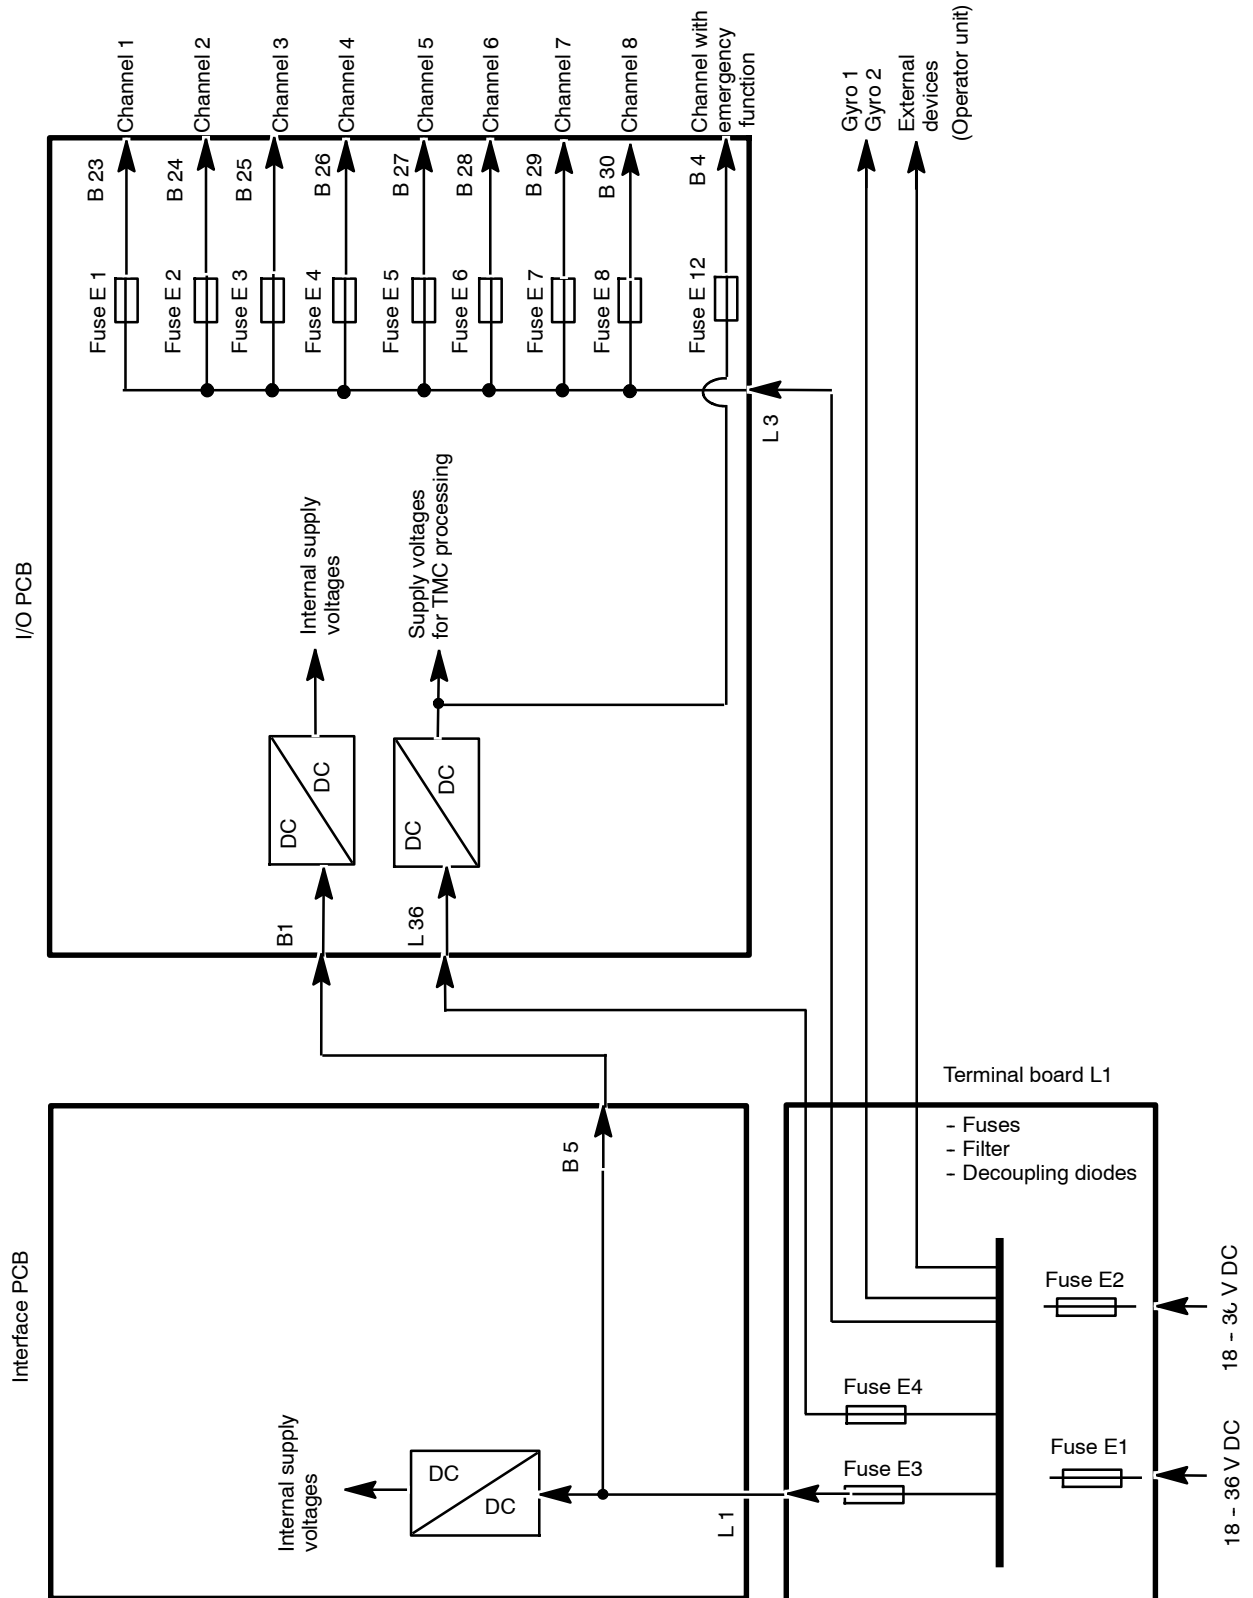 Channel 1
Channel 2
Channel 3
Channel 4
Channel 5
Channel 6
Channel 7
Channel 8
Channel with
emergency
function
Gyro 1
Gyro 2
External
devices
(Operator unit)
B 23
B 24
B 25
B 26
B 27
B 28
B 29
B 30
B 4
Fuse E 1
Fuse E 2
Fuse E 3
Fuse E 4
Fuse E 5
Fuse E 6
Fuse E 7
Fuse E 8
Fuse E 12
L 3
I/O PCB
Internal supply
voltages
Supply voltages
for TMC processing
DC
DC
DC
DC
B1
L 36
Terminal board L1
- Fuses
- Filter
- Decoupling diodes
B 5
Interface PCB
Fuse E2
18 - 36 V DC
Fuse E4
Fuse E1
18 - 36 V DC
Fuse E3
Internal supply
voltages
DC
DC
L 1